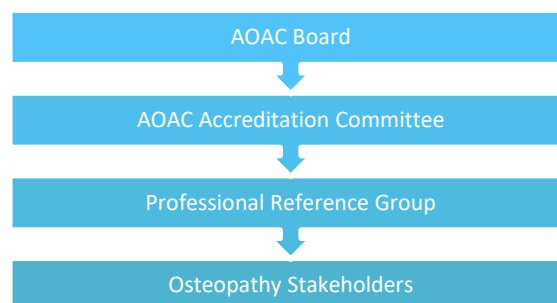 AOAC Board
AOAC Accreditation Committee
Professional Reference Group
Osteopathy Stakeholders